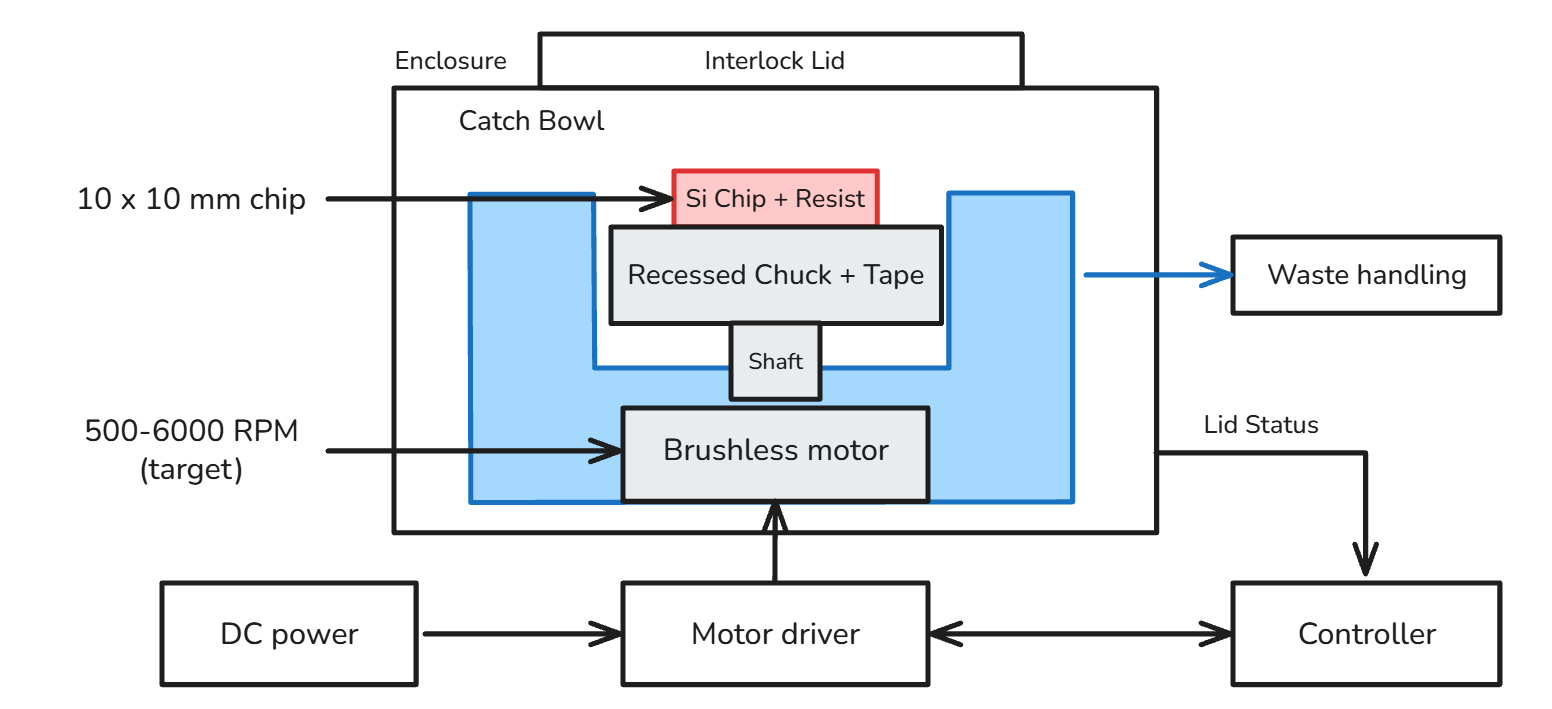 Enclosure
Interlock Lid
Catch Bowl
10 x 10 mm chip
Si Chip + Resist
Recessed Chuck + Tape
Waste handling
Shaft
500-6000 RPM
(target)
Brushless motor
Lid Status
DC power
Motor driver
Controller